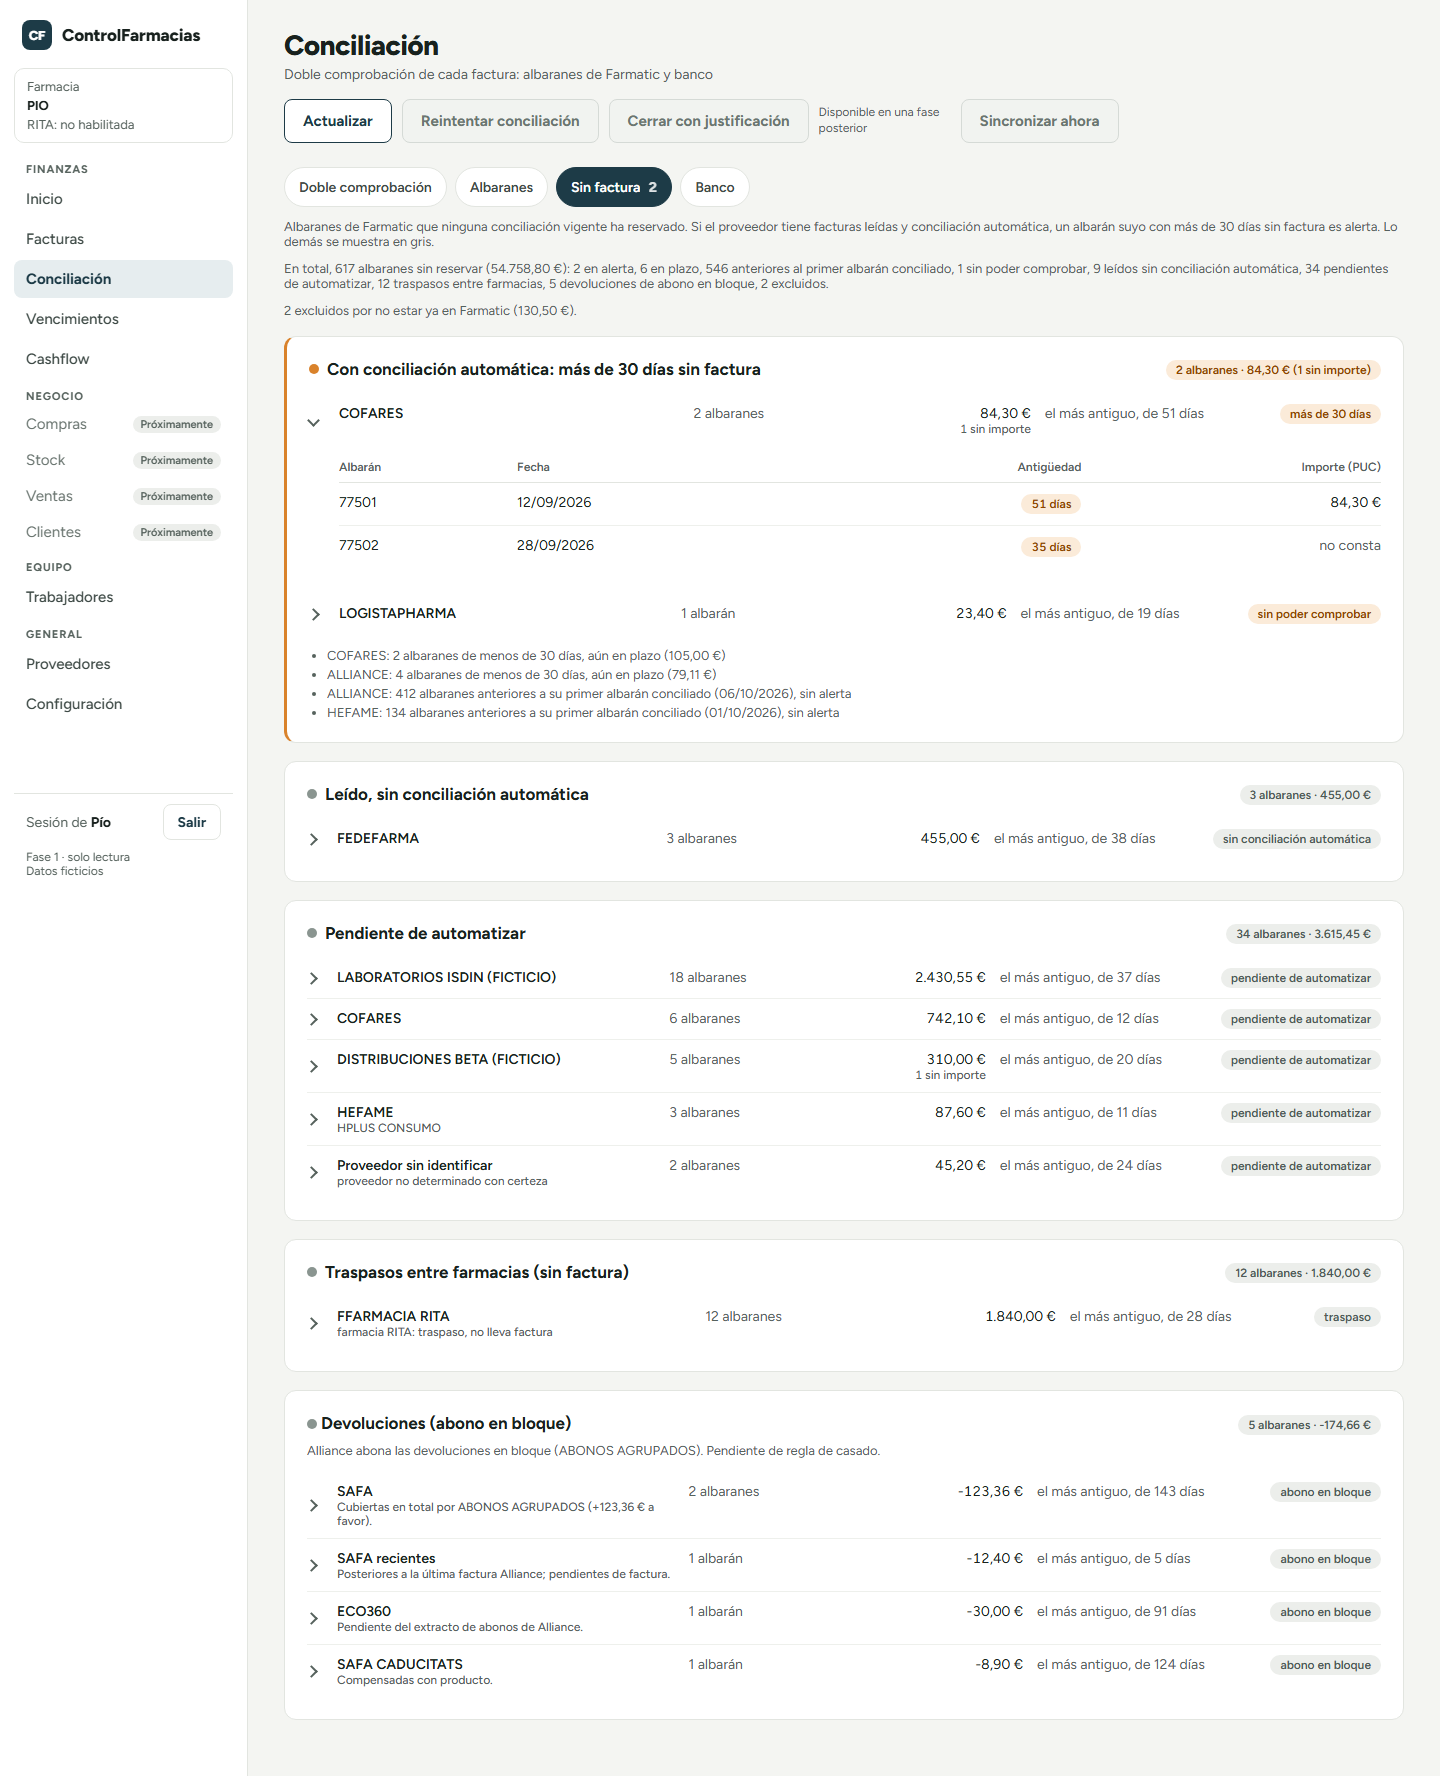 CF ControlFarmacias
Farmacia
PIO
RITA: no habilitada
FINANZAS
Inicio
Facturas
Conciliación
Vencimientos
Cashflow
NEGOCIO
Compras Próximamente
Stock Próximamente
Ventas Próximamente
Clientes Próximamente
EQUIPO
Trabajadores
GENERAL
Proveedores
Configuración
Sesión de Pío Salir
Fase 1 · solo lectura
Datos ficticios
Conciliación
Doble comprobación de cada factura: albaranes de Farmatic y banco
Actualizar Reintentar conciliación Cerrar con justificación Disponible en una fase posterior Sincronizar ahora
Doble comprobación Albaranes Sin factura 2 Banco
Albaranes de Farmatic que ninguna conciliación vigente ha reservado. Si el proveedor tiene facturas leídas y conciliación automática, un albarán suyo con más de 30 días sin factura es alerta. Lo
demás se muestra en gris.
En total, 617 albaranes sin reservar (54.758,80 €): 2 en alerta, 6 en plazo, 546 anteriores al primer albarán conciliado, 1 sin poder comprobar, 9 leídos sin conciliación automática, 34 pendientes
de automatizar, 12 traspasos entre farmacias, 5 devoluciones de abono en bloque, 2 excluidos.
2 excluidos por no estar ya en Farmatic (130,50 €).
Con conciliación automática: más de 30 días sin factura 2 albaranes · 84,30 € (1 sin importe)
COFARES 2 albaranes 84,30 € el más antiguo, de 51 días más de 30 días
1 sin importe
Albarán Fecha Antigüedad Importe (PUC)
77501 12/09/2026 51 días 84,30 €
77502 28/09/2026 35 días no consta
LOGISTAPHARMA 1 albarán 23,40 € el más antiguo, de 19 días sin poder comprobar
• COFARES: 2 albaranes de menos de 30 días, aún en plazo (105,00 €)
• ALLIANCE: 4 albaranes de menos de 30 días, aún en plazo (79,11 €)
• ALLIANCE: 412 albaranes anteriores a su primer albarán conciliado (06/10/2026), sin alerta
• HEFAME: 134 albaranes anteriores a su primer albarán conciliado (01/10/2026), sin alerta
Leído, sin conciliación automática 3 albaranes · 455,00 €
FEDEFARMA 3 albaranes 455,00 € el más antiguo, de 38 días sin conciliación automática
Pendiente de automatizar 34 albaranes · 3.615,45 €
LABORATORIOS ISDIN (FICTICIO) 18 albaranes 2.430,55 € el más antiguo, de 37 días pendiente de automatizar
COFARES 6 albaranes 742,10 € el más antiguo, de 12 días pendiente de automatizar
DISTRIBUCIONES BETA (FICTICIO) 5 albaranes 310,00 € el más antiguo, de 20 días pendiente de automatizar
1 sin importe
HEFAME 3 albaranes 87,60 € el más antiguo, de 11 días pendiente de automatizar
HPLUS CONSUMO
Proveedor sin identificar 2 albaranes 45,20 € el más antiguo, de 24 días pendiente de automatizar
proveedor no determinado con certeza
Traspasos entre farmacias (sin factura) 12 albaranes · 1.840,00 €
FFARMACIA RITA 12 albaranes 1.840,00 € el más antiguo, de 28 días traspaso
farmacia RITA: traspaso, no lleva factura
Devoluciones (abono en bloque) 5 albaranes · -174,66 €
Alliance abona las devoluciones en bloque (ABONOS AGRUPADOS). Pendiente de regla de casado.
SAFA 2 albaranes -123,36 € el más antiguo, de 143 días abono en bloque
Cubiertas en total por ABONOS AGRUPADOS (+123,36 € a
favor).
SAFA recientes 1 albarán -12,40 € el más antiguo, de 5 días abono en bloque
Posteriores a la última factura Alliance; pendientes de factura.
ECO360 1 albarán -30,00 € el más antiguo, de 91 días abono en bloque
Pendiente del extracto de abonos de Alliance.
SAFA CADUCITATS 1 albarán -8,90 € el más antiguo, de 124 días abono en bloque
Compensadas con producto.